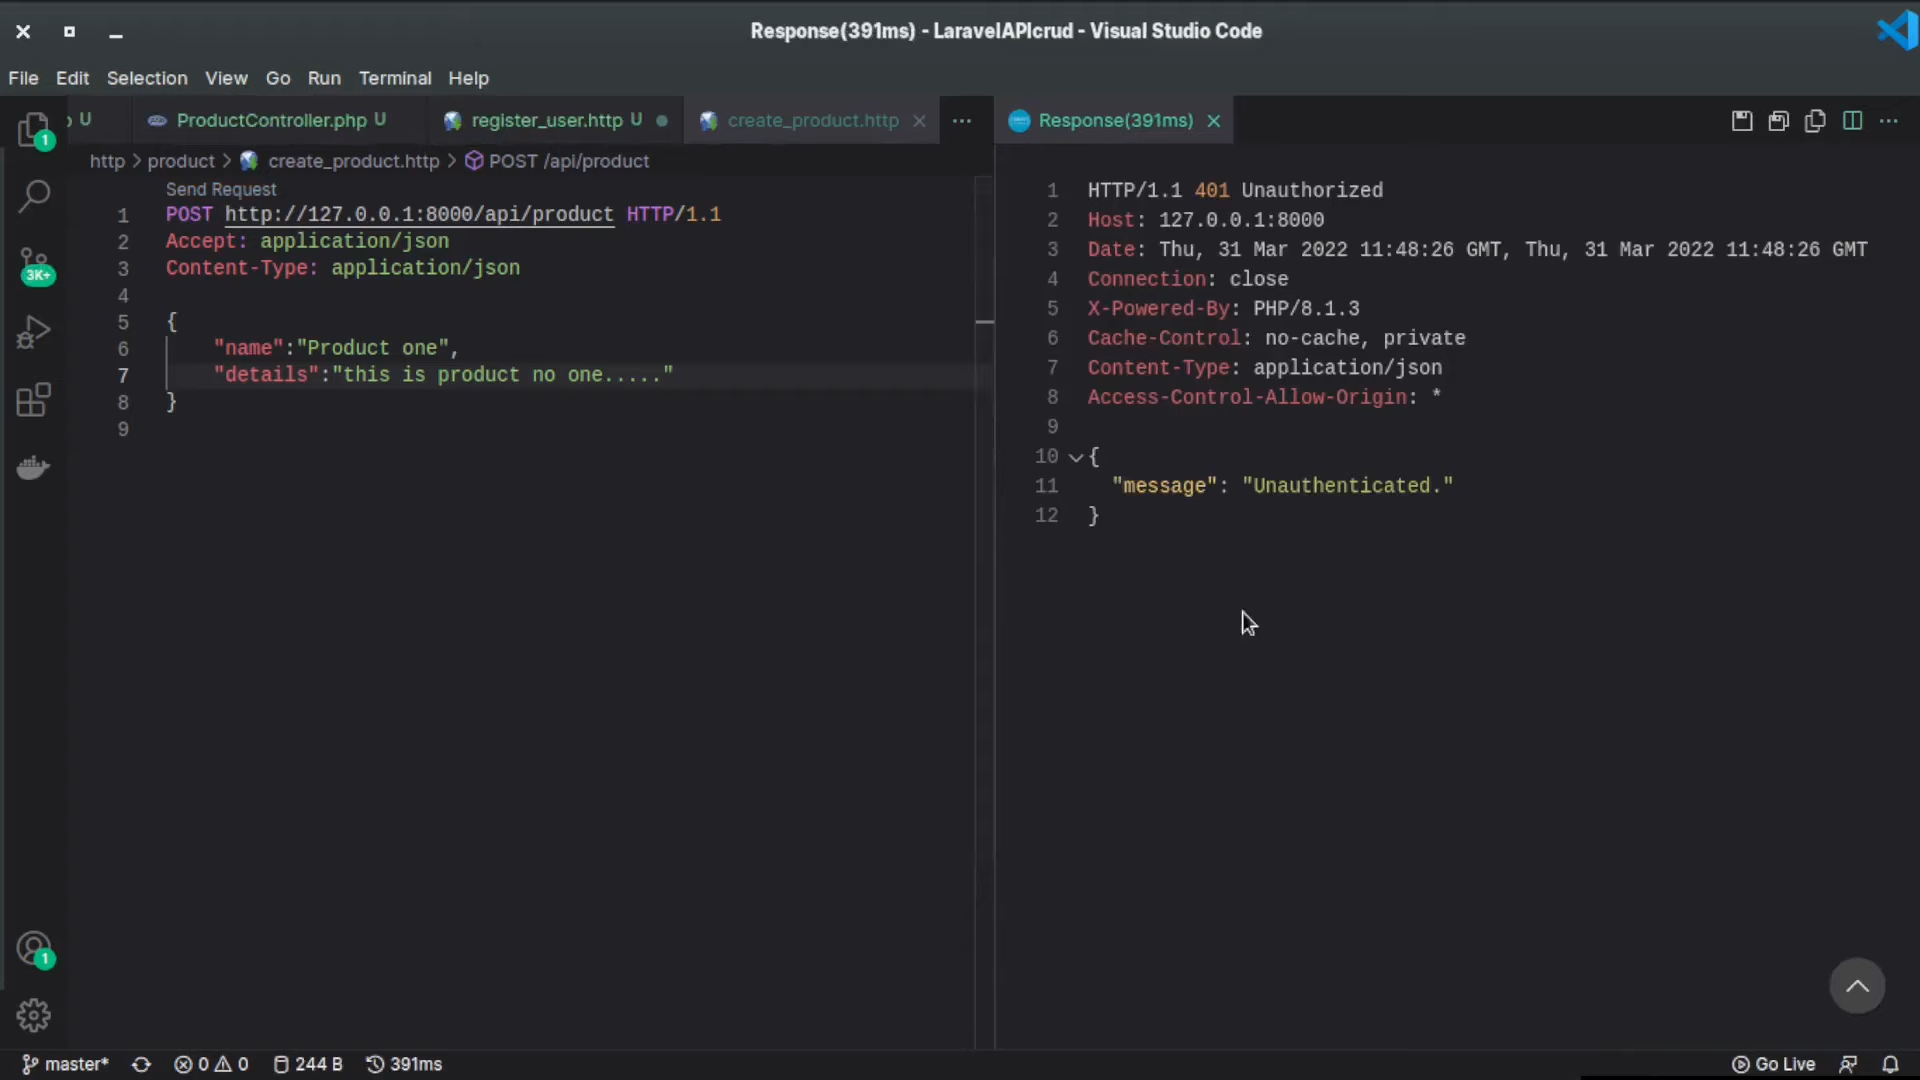 Response(391ms) - LaravelAPIcrud - Visual Studio Code
File Edit Selection View Go Run Terminal Help
U ProductController.php U register_user.http U create_product.http Response(391ms)
http product create_product.http POST /api/product
Send Request
1 POST http://127.0.0.1:8000/api/product HTTP/1.1
2 Accept: application/json
3 Content-Type: application/json
4
5 {
6 "name":"Product one",
7 "details":"this is product no one....."
8 }
9
1 HTTP/1.1 401 Unauthorized
2 Host: 127.0.0.1:8000
3 Date: Thu, 31 Mar 2022 11:48:26 GMT, Thu, 31 Mar 2022 11:48:26 GMT
4 Connection: close
5 X-Powered-By: PHP/8.1.3
6 Cache-Control: no-cache, private
7 Content-Type: application/json
8 Access-Control-Allow-Origin: *
9
10 {
11 "message": "Unauthenticated."
12 }
1
3K+
1
master* 0 0 244 B 391ms Go Live